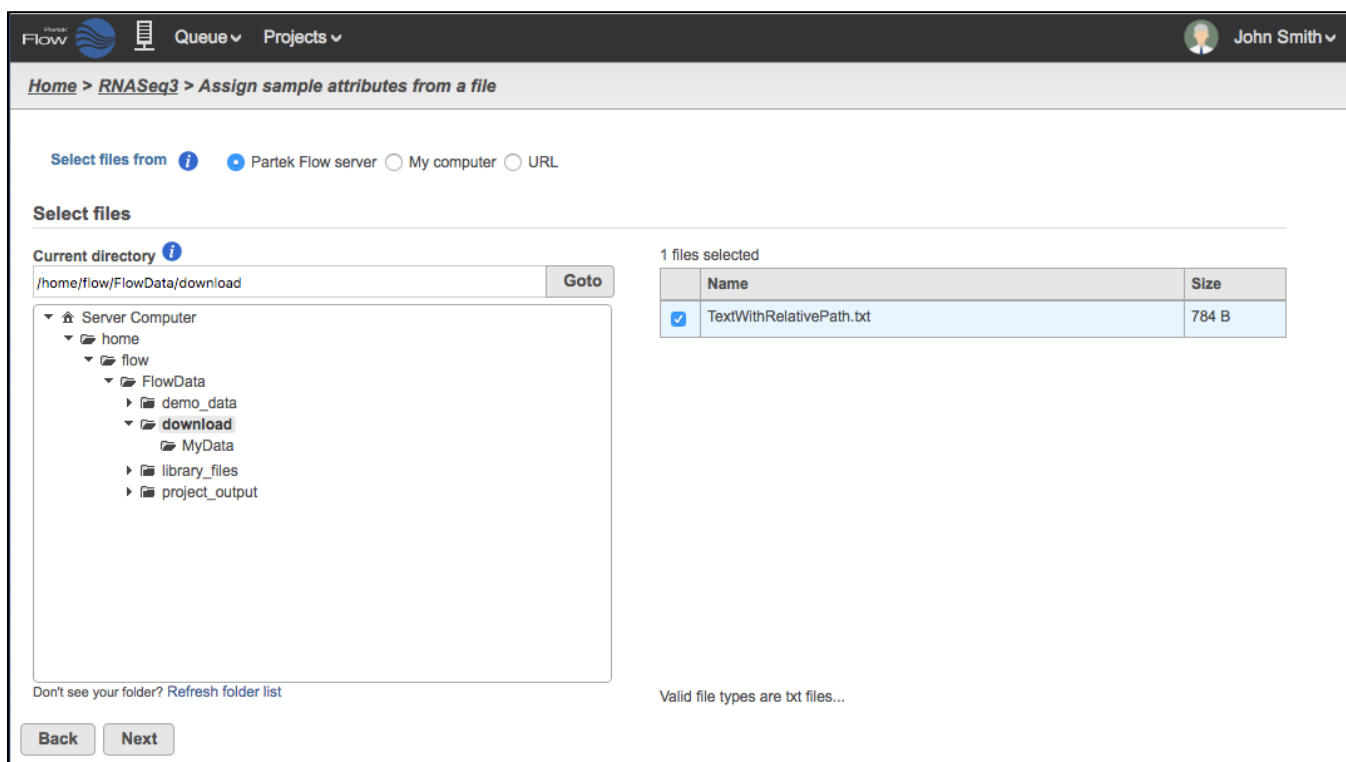 Partek
Flow Queue Projects John Smith
Home > RNASeq3 > Assign sample attributes from a file
Select files from i Partek Flow server My computer URL
Select files
Current directory i
/home/flow/FlowData/download Goto
Server Computer
home
flow
FlowData
demo_data
download
MyData
library_files
project_output
Don't see your folder? Refresh folder list
1 files selected
Name Size
TextWithRelativePath.txt 784 B
Valid file types are txt files...
Back Next